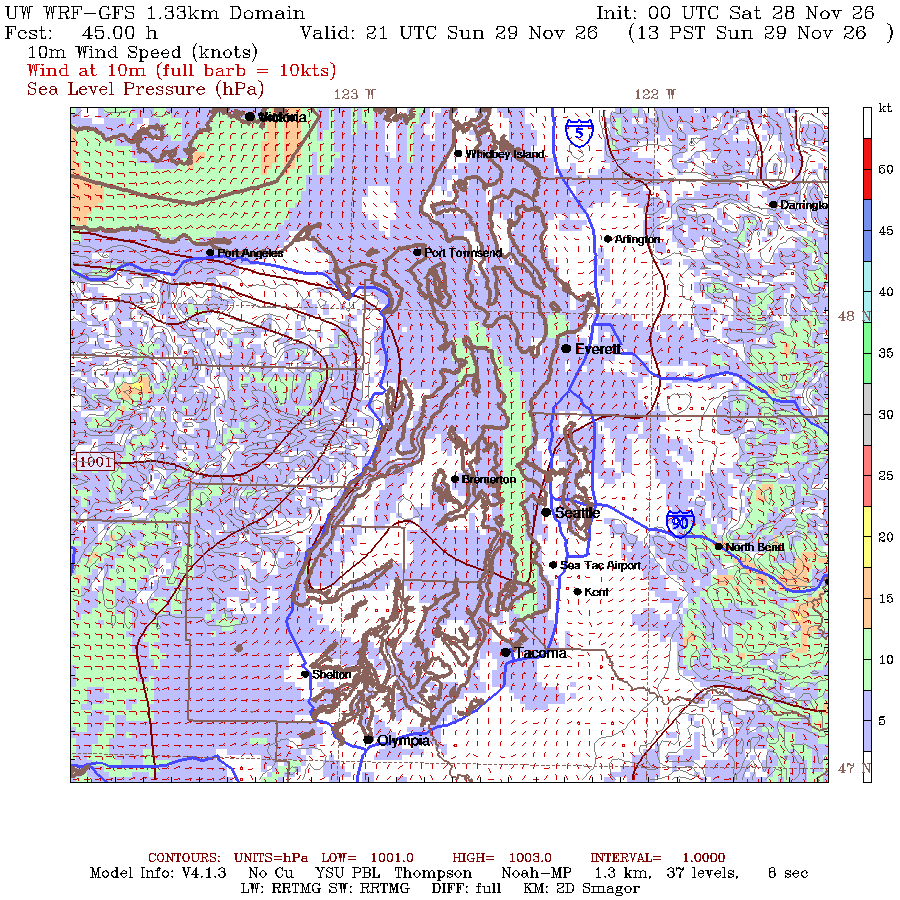 UW WRF-GFS 1.33km Domain Init: 00 UTC Sat 28 Nov 26
Fcst: 45.00 h Valid: 21 UTC Sun 29 Nov 26 (13 PST Sun 29 Nov 26 )
10m Wind Speed (knots)
Wind at 10m (full barb = 10kts)
Sea Level Pressure (hPa)
123 W 122 W
kt
Victoria
5
Whidbey Island
60
50
Darringto
45
Arlington
Port Angeles Port Townsend
40
48 N
Everett
35
30
1001
25
Bremerton
Seattle
90
20
North Bend
Sea Tac Airport
Kent
15
Tacoma
10
Shelton
5
Olympia
47 N
CONTOURS: UNITS=hPa LOW= 1001.0 HIGH= 1003.0 INTERVAL= 1.0000
Model Info: V4.1.3 No Cu YSU PBL Thompson Noah-MP 1.3 km, 37 levels, 8 sec
LW: RRTMG SW: RRTMG DIFF: full KM: 2D Smagor